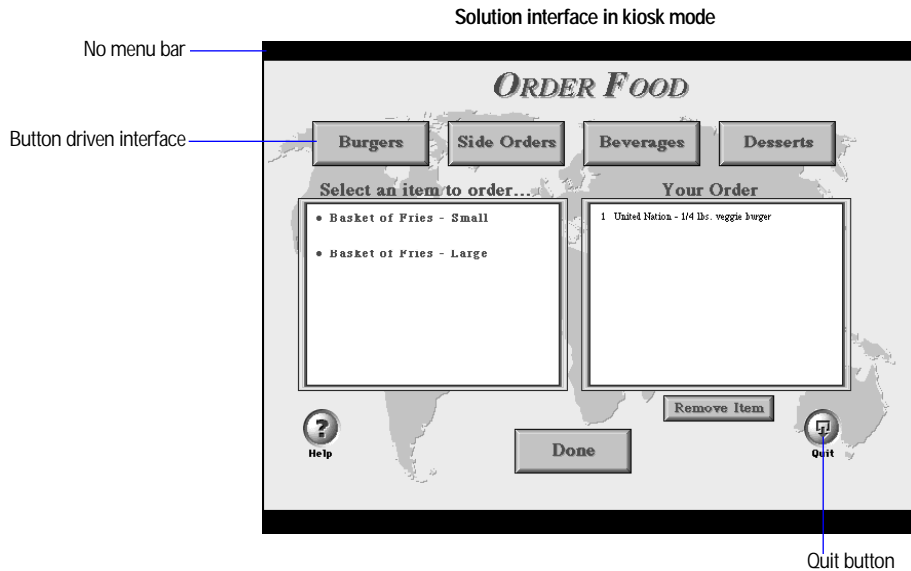 Solution interface in kiosk mode
No menu bar
ORDER FOOD
Button driven interface
Burgers
Side Orders
Beverages
Desserts
Select an item to order...
Your Order
• Basket of Fries - Small
• Basket of Fries - Large
1 United Nation - 1/4 lbs. veggie burger
Remove Item
?
Help
Done
Quit
Quit button